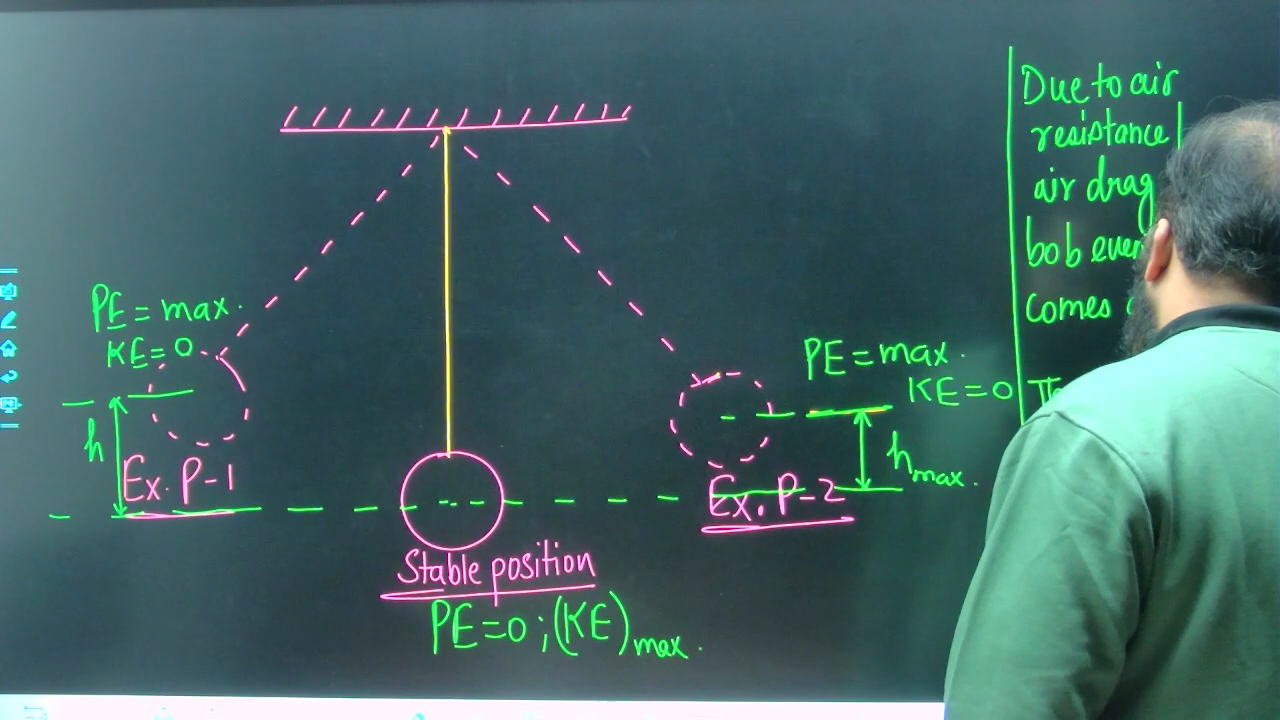 PE = max.
KE = 0
h
Ex. P-1
Stable position
PE = 0 ; (KE)max.
PE = max.
KE = 0
hmax.
Ex. P-2
Due to air
resistance
air drag
bob
comes